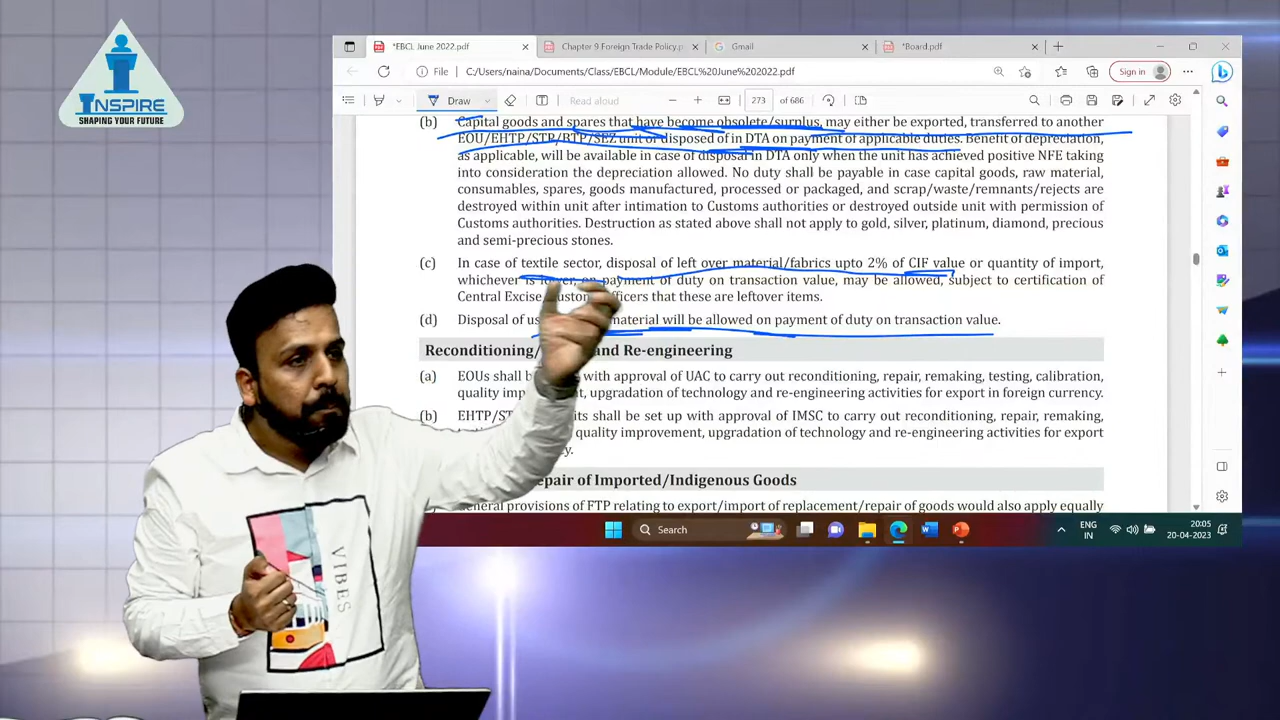 INSPIRE
SHAPING YOUR FUTURE
*EBCL June 2022.pdf
Chapter 9 Foreign Trade Policy.p
Gmail
*Board.pdf
File
C:/Users/naina/Documents/Class/EBCL/Module/EBCL%20June%202022.pdf
Sign in
Draw
Read aloud
273 of 686
(b) Capital goods and spares that have become obsolete/surplus, may either be exported, transferred to another
EOU/EHTP/STP/BTP/SEZ unit or disposed of in DTA on payment of applicable duties. Benefit of depreciation,
as applicable, will be available in case of disposal in DTA only when the unit has achieved positive NFE taking
into consideration the depreciation allowed. No duty shall be payable in case capital goods, raw material,
consumables, spares, goods manufactured, processed or packaged, and scrap/waste/remnants/rejects are
destroyed within unit after intimation to Customs authorities or destroyed outside unit with permission of
Customs authorities. Destruction as stated above shall not apply to gold, silver, platinum, diamond, precious
and semi-precious stones.
(c) In case of textile sector, disposal of left over material/fabrics upto 2% of CIF value or quantity of import,
whichever is lower, on payment of duty on transaction value, may be allowed, subject to certification of
Central Excise officers that these are leftover items.
(d) Disposal of material will be allowed on payment of duty on transaction value.
Reconditioning/ and Re-engineering
(a) EOUs shall with approval of UAC to carry out reconditioning, repair, remaking, testing, calibration,
quality upgradation of technology and re-engineering activities for export in foreign currency.
(b) shall be set up with approval of IMSC to carry out reconditioning, repair, remaking,
quality improvement, upgradation of technology and re-engineering activities for export
of Imported/Indigenous Goods
provisions of FTP relating to export/import of replacement/repair of goods would also apply equally
VIBES
Search
ENG
IN
20:05
20-04-2023